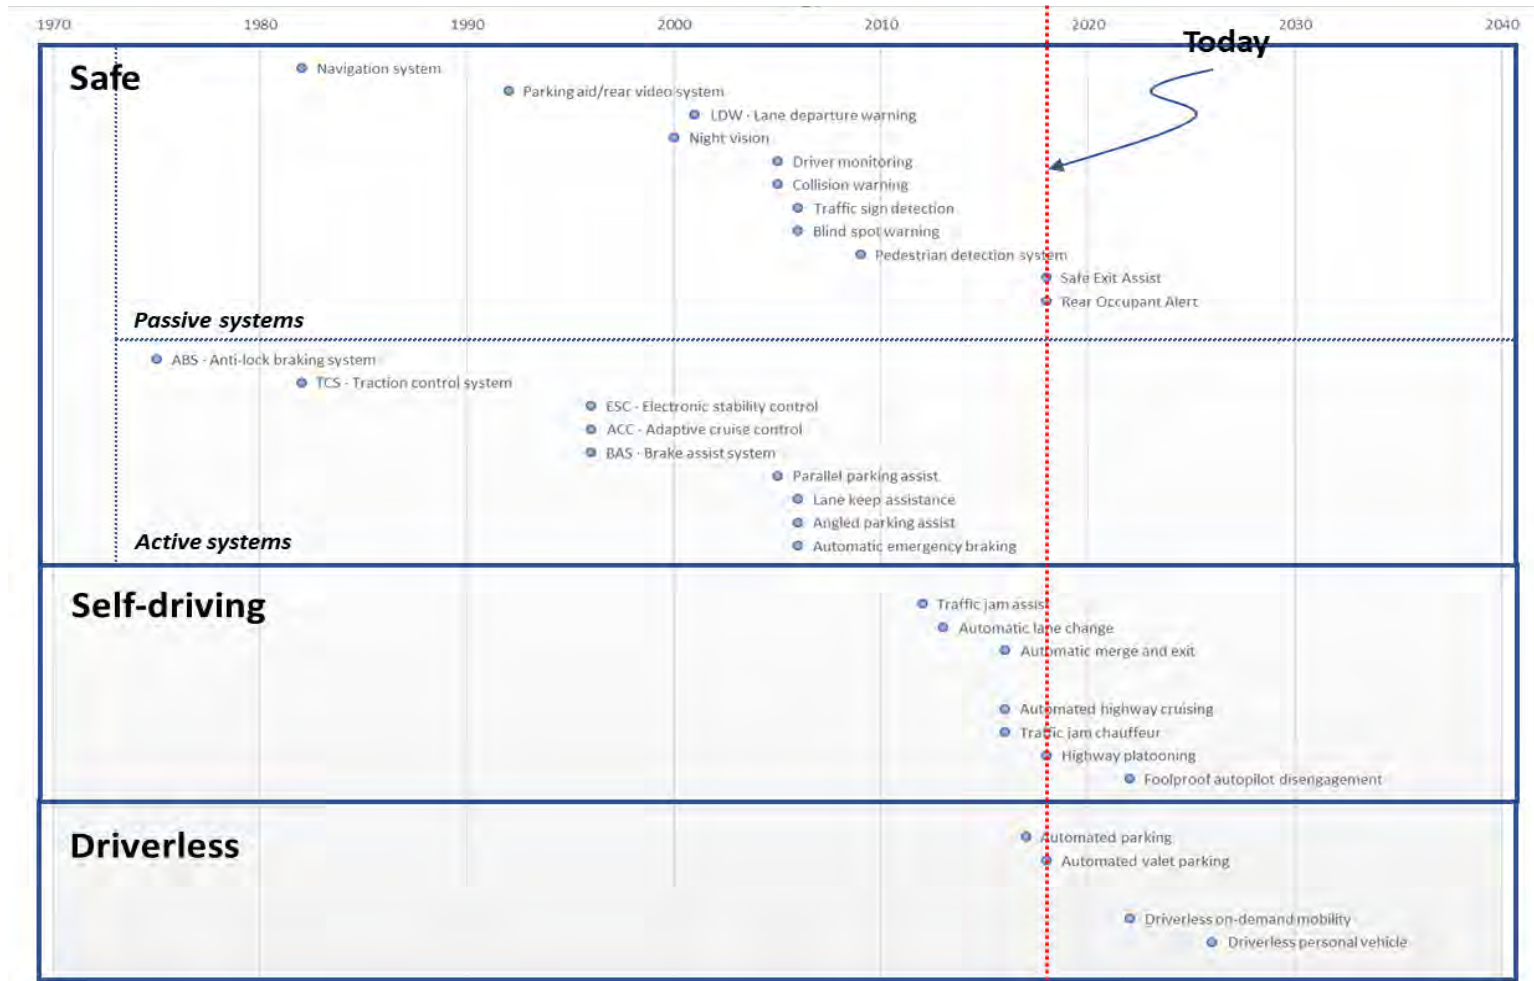 1970 1980 1990 2000 2010 2020 2030 2040
Today
Safe
Navigation system
Parking aid/rear video system
LDW - Lane departure warning
Night vision
Driver monitoring
Collision warning
Traffic sign detection
Blind spot warning
Pedestrian detection system
Safe Exit Assist
Rear Occupant Alert
Passive systems
ABS - Anti-lock braking system
TCS - Traction control system
ESC - Electronic stability control
ACC - Adaptive cruise control
BAS - Brake assist system
Parallel parking assist
Lane keep assistance
Angled parking assist
Automatic emergency braking
Active systems
Self-driving
Traffic jam assist
Automatic lane change
Automatic merge and exit
Automated highway cruising
Traffic jam chauffeur
Highway platooning
Foolproof autopilot disengagement
Driverless
Automated parking
Automated valet parking
Driverless on-demand mobility
Driverless personal vehicle